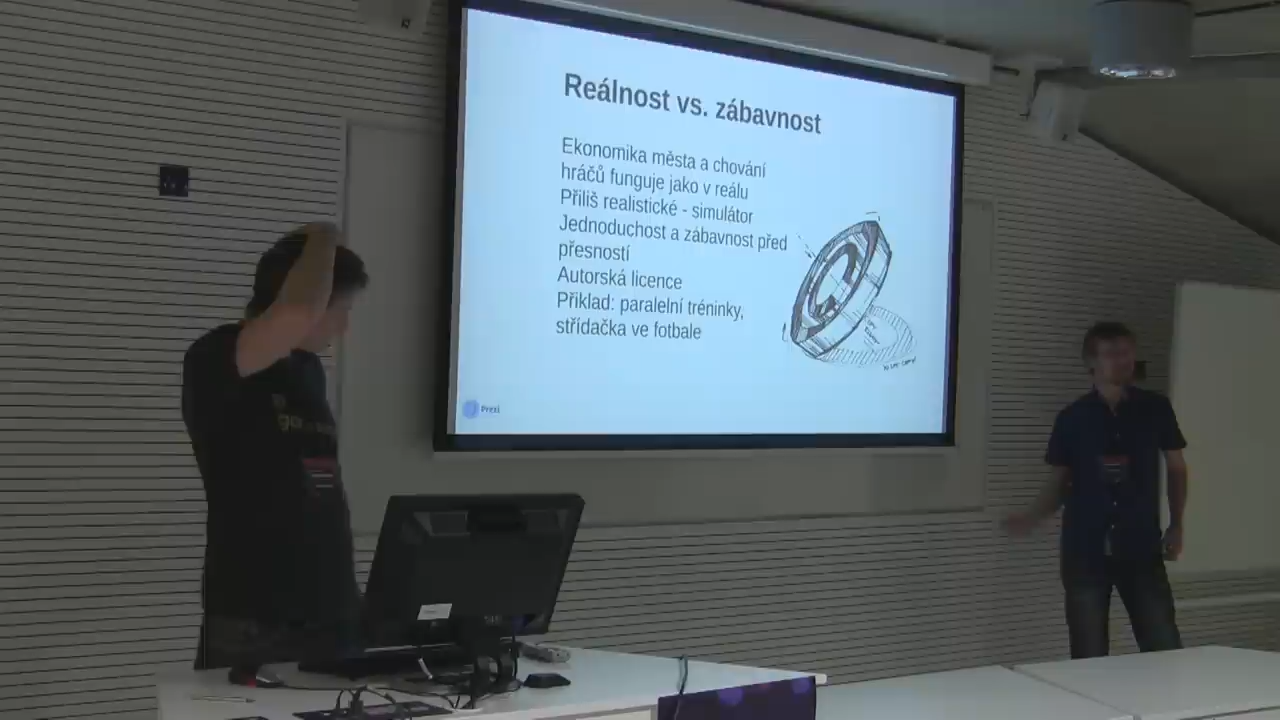 Reálnost vs. zábavnost
Ekonomika města a chování
hráčů funguje jako v reálu
Příliš realistické - simulátor
Jednoduchost a zábavnost před
přesností
Autorská licence
Příklad: paralelní tréninky,
střídačka ve fotbale
Prezi